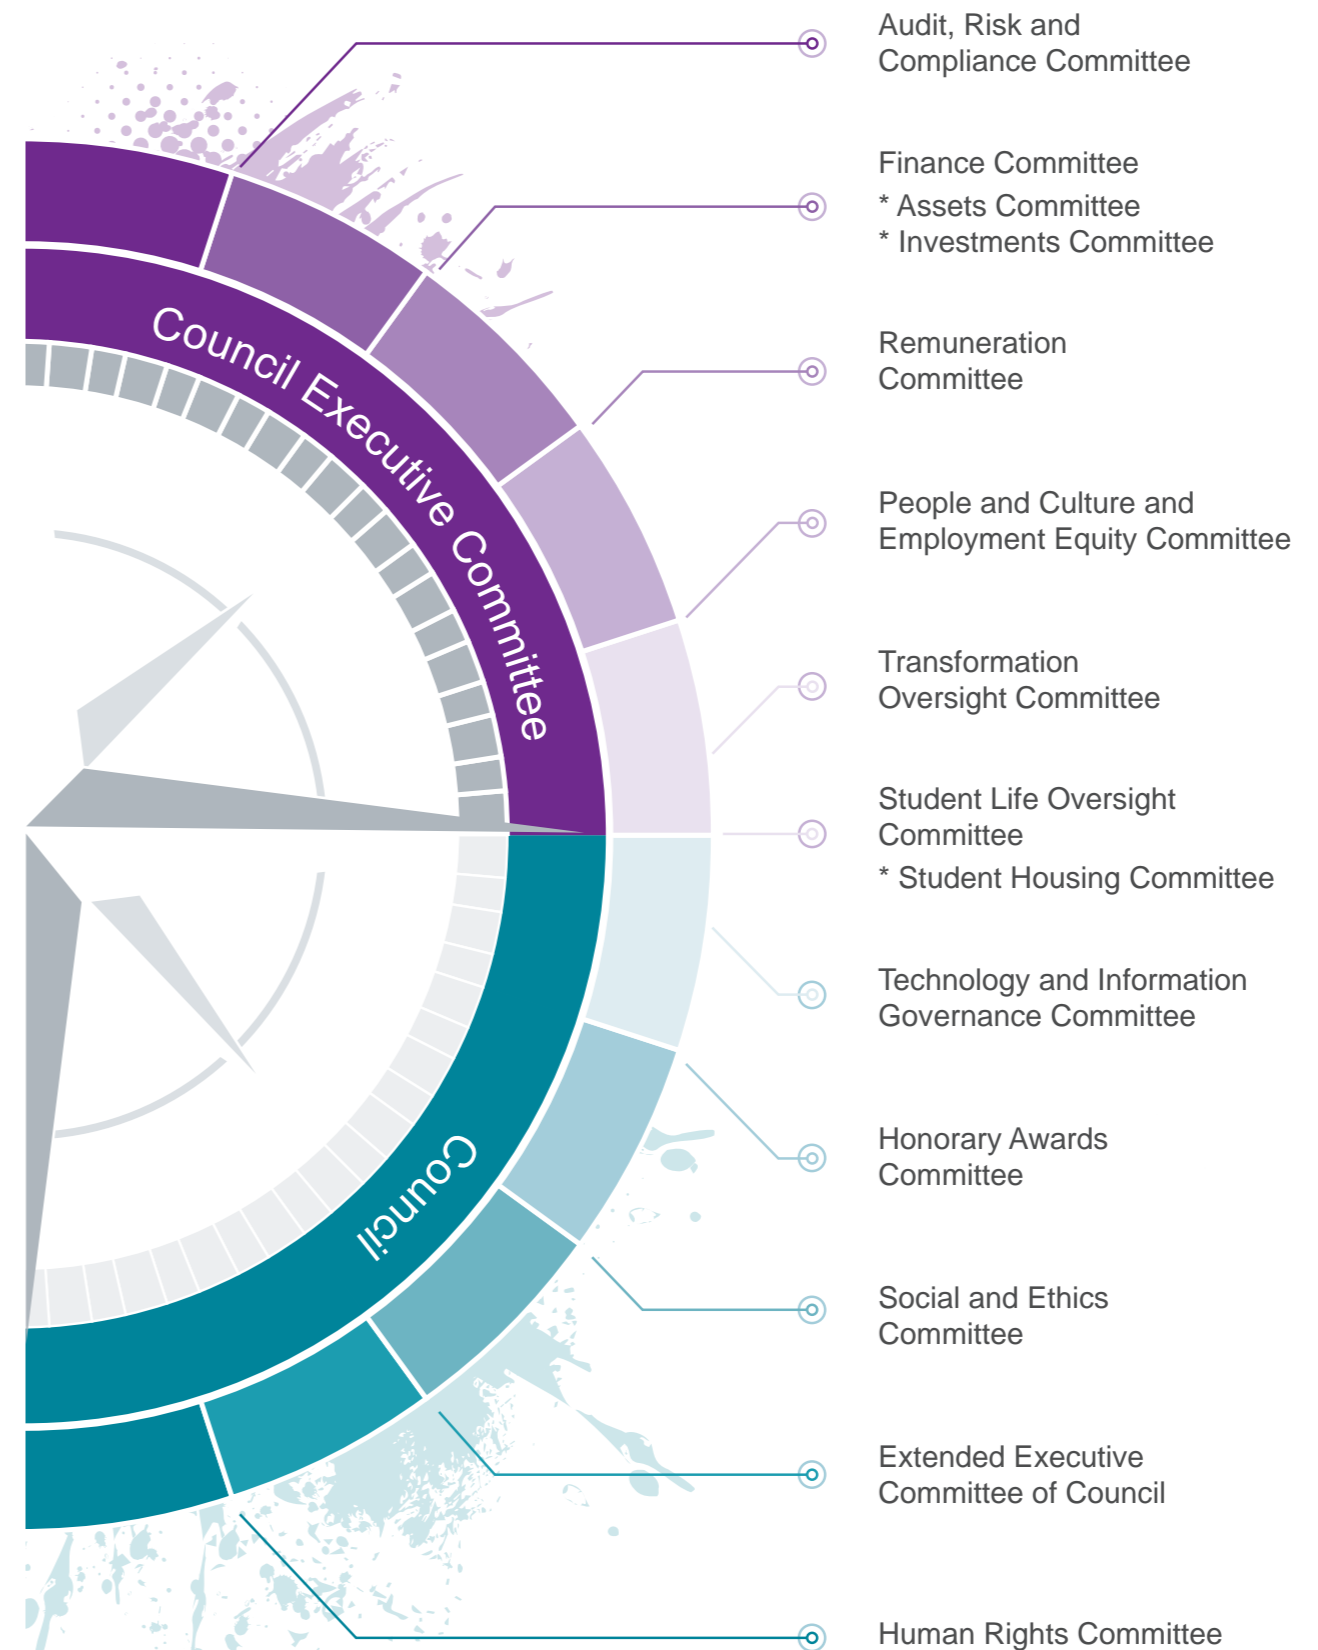 Audit, Risk and
Compliance Committee
Finance Committee
* Assets Committee
* Investments Committee
Council Executive Committee
Remuneration
Committee
People and Culture and
Employment Equity Committee
Transformation
Oversight Committee
Student Life Oversight
Committee
* Student Housing Committee
Technology and Information
Governance Committee
Council
Honorary Awards
Committee
Social and Ethics
Committee
Extended Executive
Committee of Council
Human Rights Committee